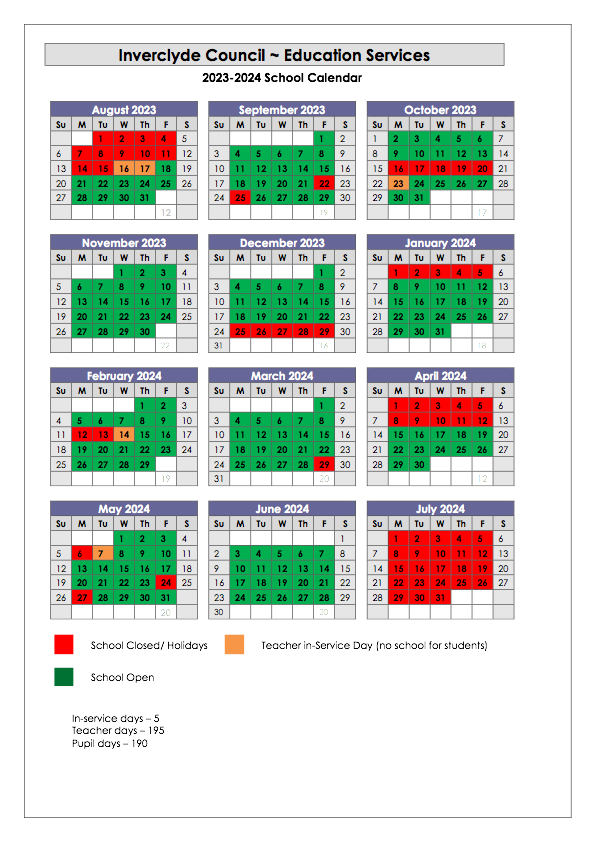 Inverclyde Council ~ Education Services
2023-2024 School Calendar
August 2023
Su M Tu W Th F S
1 2 3 4 5
6 7 8 9 10 11 12
13 14 15 16 17 18 19
20 21 22 23 24 25 26
27 28 29 30 31
12
September 2023
Su M Tu W Th F S
1 2
3 4 5 6 7 8 9
10 11 12 13 14 15 16
17 18 19 20 21 22 23
24 25 26 27 28 29 30
19
October 2023
Su M Tu W Th F S
1 2 3 4 5 6 7
8 9 10 11 12 13 14
15 16 17 18 19 20 21
22 23 24 25 26 27 28
29 30 31
17
November 2023
Su M Tu W Th F S
1 2 3 4
5 6 7 8 9 10 11
12 13 14 15 16 17 18
19 20 21 22 23 24 25
26 27 28 29 30
22
December 2023
Su M Tu W Th F S
1 2
3 4 5 6 7 8 9
10 11 12 13 14 15 16
17 18 19 20 21 22 23
24 25 26 27 28 29 30
31 16
January 2024
Su M Tu W Th F S
1 2 3 4 5 6
7 8 9 10 11 12 13
14 15 16 17 18 19 20
21 22 23 24 25 26 27
28 29 30 31
18
February 2024
Su M Tu W Th F S
1 2 3
4 5 6 7 8 9 10
11 12 13 14 15 16 17
18 19 20 21 22 23 24
25 26 27 28 29
19
March 2024
Su M Tu W Th F S
1 2
3 4 5 6 7 8 9
10 11 12 13 14 15 16
17 18 19 20 21 22 23
24 25 26 27 28 29 30
31 20
April 2024
Su M Tu W Th F S
1 2 3 4 5 6
7 8 9 10 11 12 13
14 15 16 17 18 19 20
21 22 23 24 25 26 27
28 29 30
12
May 2024
Su M Tu W Th F S
1 2 3 4
5 6 7 8 9 10 11
12 13 14 15 16 17 18
19 20 21 22 23 24 25
26 27 28 29 30 31
20
June 2024
Su M Tu W Th F S
1
2 3 4 5 6 7 8
9 10 11 12 13 14 15
16 17 18 19 20 21 22
23 24 25 26 27 28 29
30 20
July 2024
Su M Tu W Th F S
1 2 3 4 5 6
7 8 9 10 11 12 13
14 15 16 17 18 19 20
21 22 23 24 25 26 27
28 29 30 31
School Closed/ Holidays Teacher in-Service Day (no school for students)
School Open
In-service days – 5
Teacher days – 195
Pupil days – 190